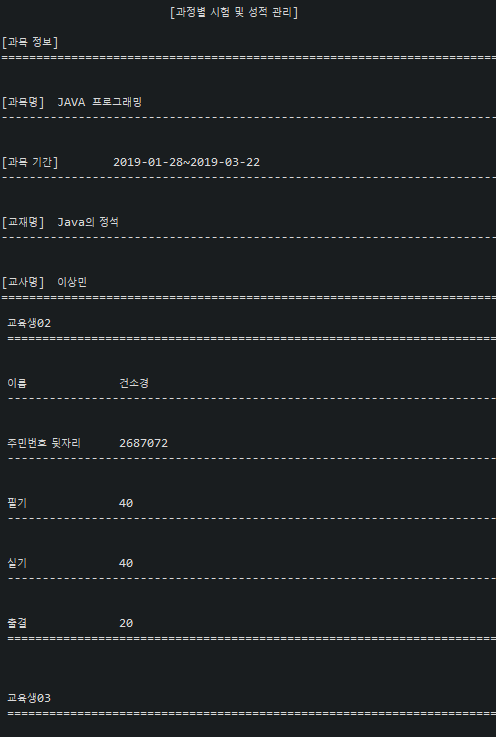 [과정별 시험 및 성적 관리]
[과목 정보]
[과목명] JAVA 프로그래밍
[과목 기간] 2019-01-28~2019-03-22
[교재명] Java의 정석
[교사명] 이상민
교육생02
이름 건소경
주민번호 뒷자리 2687072
필기 40
실기 40
출결 20
교육생03